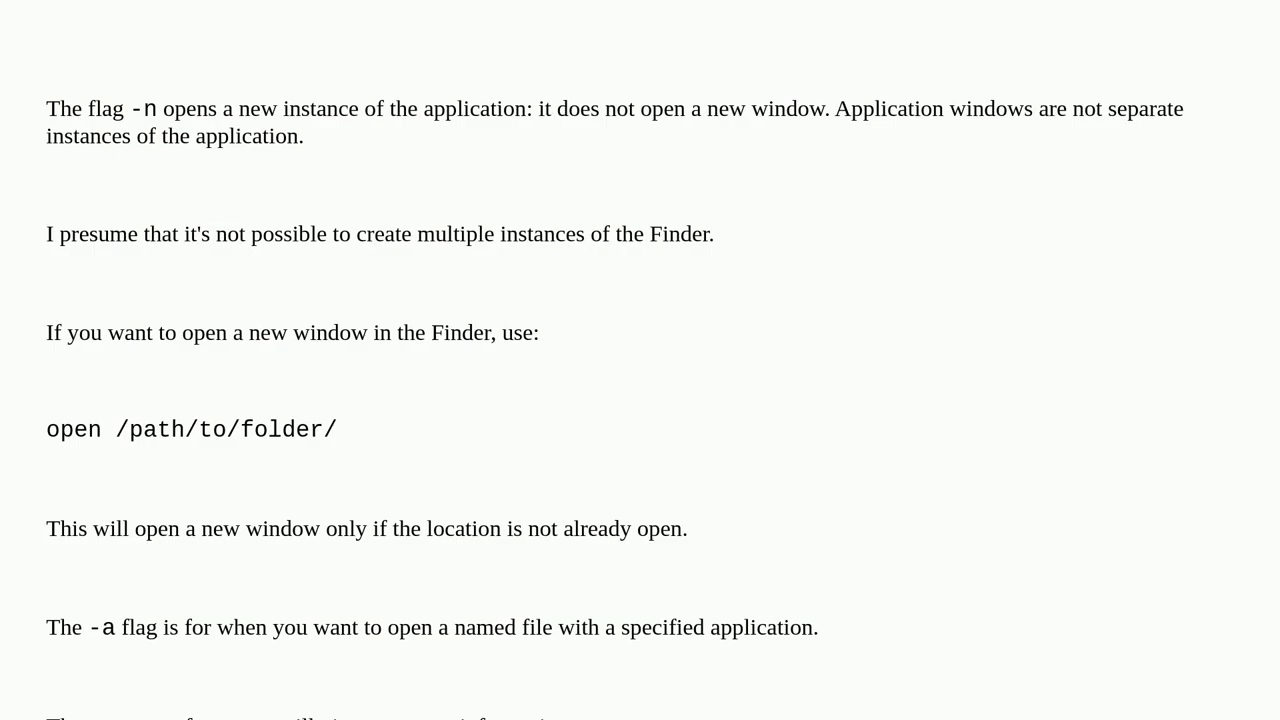 The flag -n opens a new instance of the application: it does not open a new window. Application windows are not separate
instances of the application.
I presume that it's not possible to create multiple instances of the Finder.
If you want to open a new window in the Finder, use:
open /path/to/folder/
This will open a new window only if the location is not already open.
The -a flag is for when you want to open a named file with a specified application.